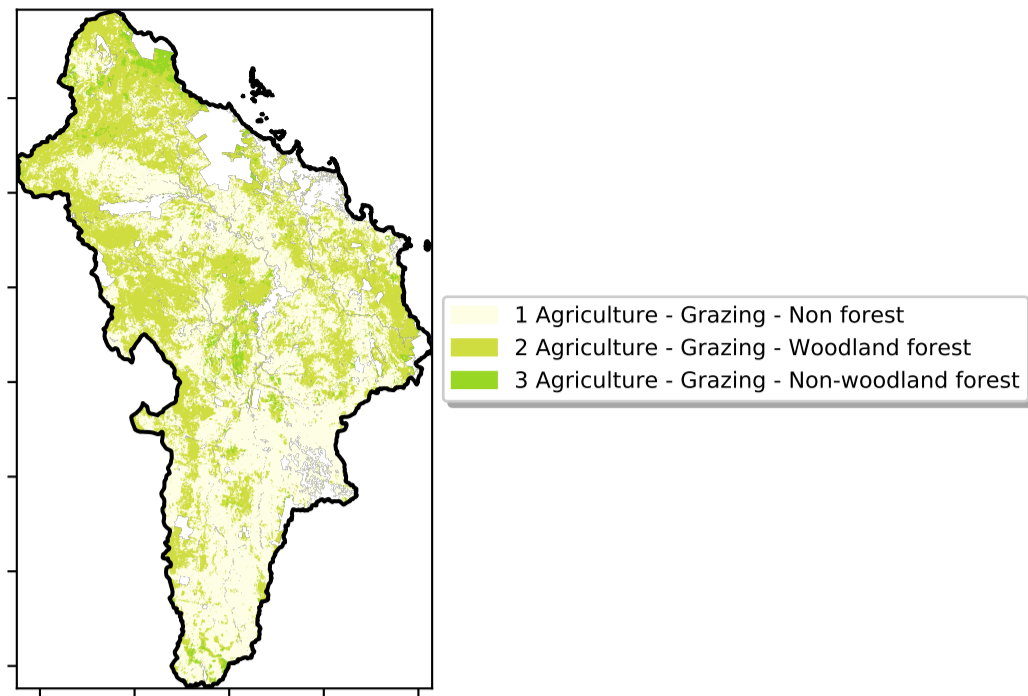 1 Agriculture - Grazing - Non forest
2 Agriculture - Grazing - Woodland forest
3 Agriculture - Grazing - Non-woodland forest